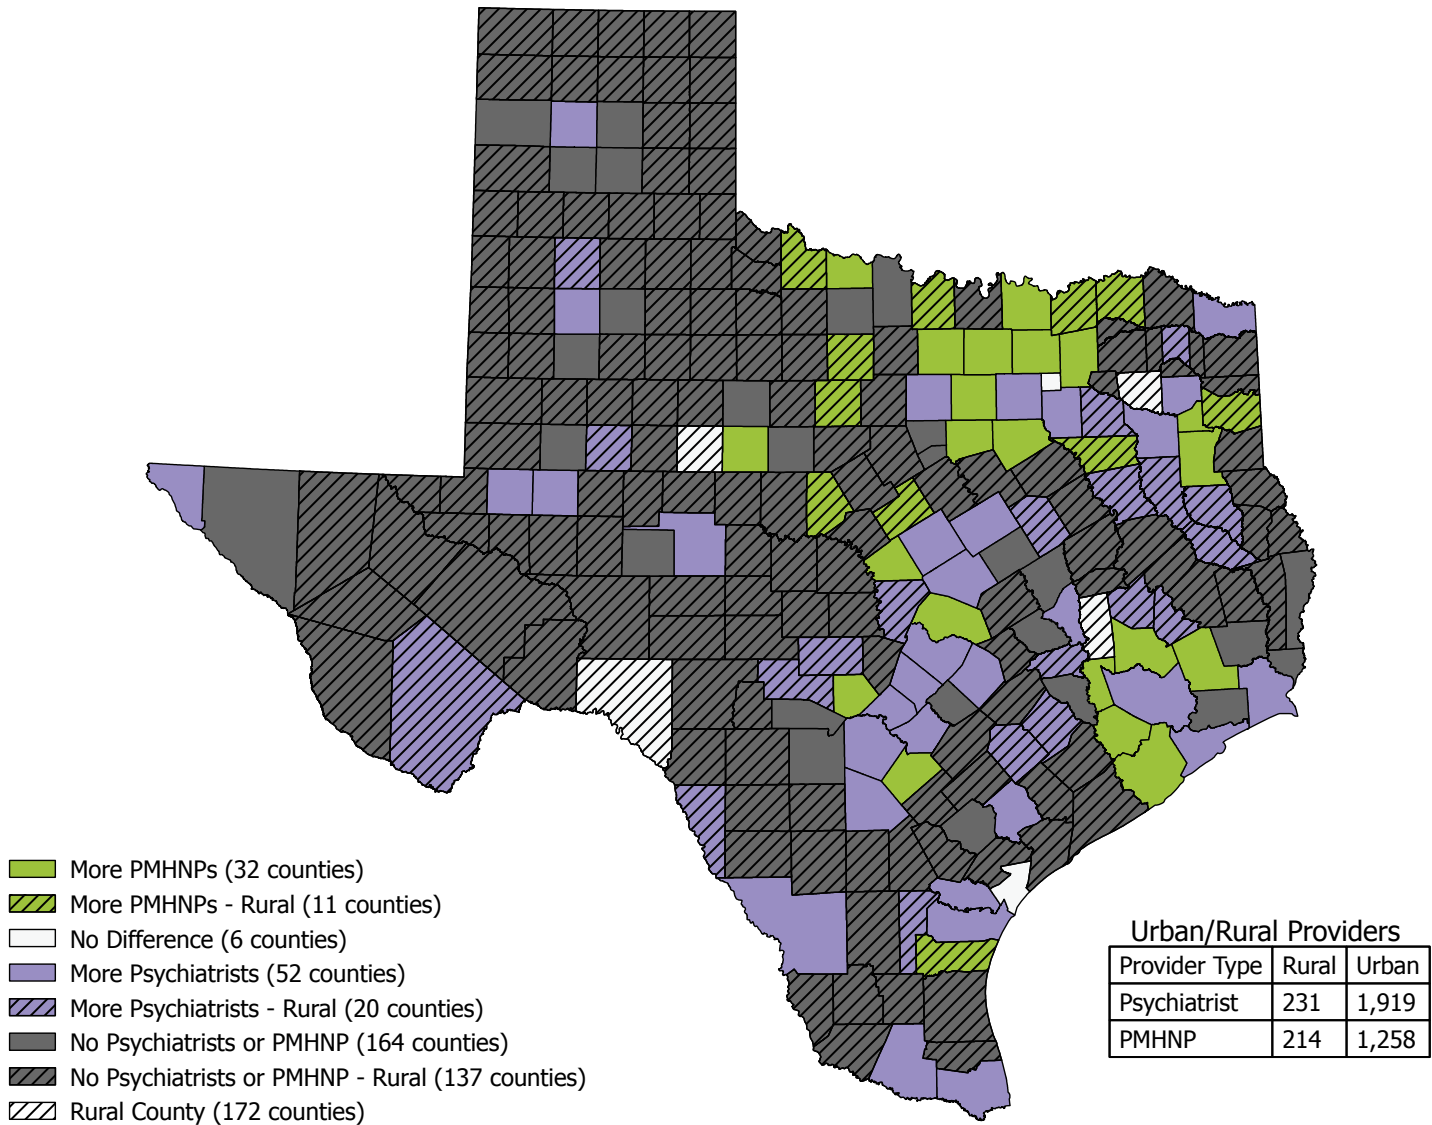 More PMHNPs (32 counties)
More PMHNPs - Rural (11 counties)
No Difference (6 counties)
More Psychiatrists (52 counties)
More Psychiatrists - Rural (20 counties)
No Psychiatrists or PMHNP (164 counties)
No Psychiatrists or PMHNP - Rural (137 counties)
Rural County (172 counties)
Urban/Rural Providers
Provider Type Rural Urban
Psychiatrist 231 1,919
PMHNP 214 1,258